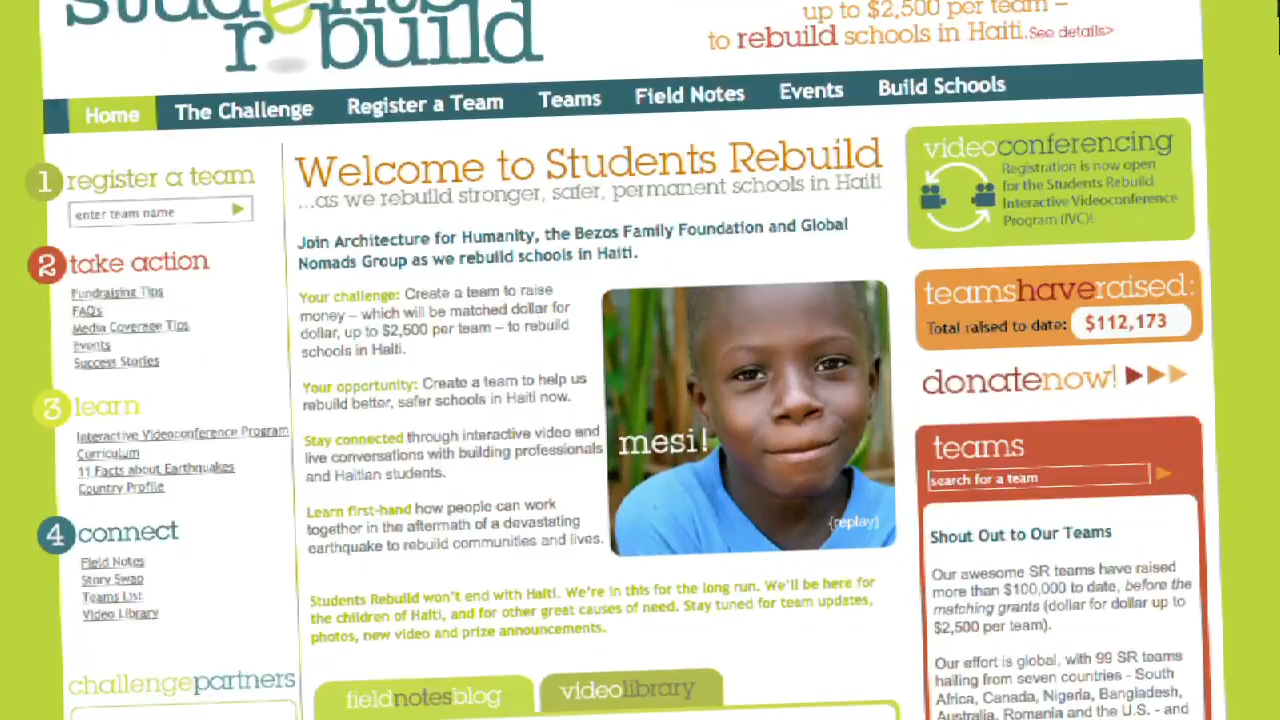 students
rebuild
up to $2,500 per team –
to rebuild schools in Haiti. See details>
Home The Challenge Register a Team Teams Field Notes Events Build Schools
1 register a team
enter team name
2 take action
Fundraising Tips
FAQs
Media Coverage Tips
Events
Success Stories
3 learn
Interactive Videoconference Program
Curriculum
11 Facts about Earthquakes
Country Profile
4 connect
Field Notes
Story Swap
Teams List
Video Library
challengepartners
Welcome to Students Rebuild
...as we rebuild stronger, safer, permanent schools in Haiti
Join Architecture for Humanity, the Bezos Family Foundation and Global
Nomads Group as we rebuild schools in Haiti.
Your challenge: Create a team to raise
money – which will be matched dollar for
dollar, up to $2,500 per team – to rebuild
schools in Haiti.
Your opportunity: Create a team to help us
rebuild better, safer schools in Haiti now.
Stay connected through interactive video and
live conversations with building professionals
and Haitian students.
Learn first-hand how people can work
together in the aftermath of a devastating
earthquake to rebuild communities and lives.
mesi!
{replay}
Students Rebuild won't end with Haiti. We're in this for the long run. We'll be here for
the children of Haiti, and for other great causes of need. Stay tuned for team updates,
photos, new video and prize announcements.
fieldnotesblog
videolibrary
videoconferencing
Registration is now open
for the Students Rebuild
Interactive Videoconference
Program (IVC)!
teamshaveraised:
Total raised to date: $112,173
donatenow!
teams
search for a team
Shout Out to Our Teams
Our awesome SR teams have raised
more than $100,000 to date, before the
matching grants (dollar for dollar up to
$2,500 per team).
Our effort is global, with 99 SR teams
hailing from seven countries - South
Africa, Canada, Nigeria, Bangladesh,
Australia, Romania and the U.S. - and